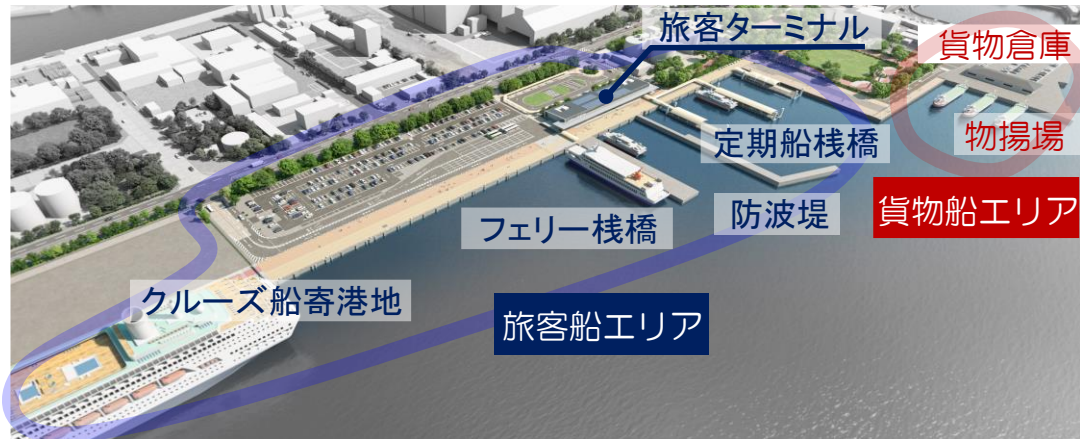 旅客ターミナル
貨物倉庫
定期船桟橋
物揚場
フェリー桟橋
防波堤
貨物船エリア
クルーズ船寄港地
旅客船エリア